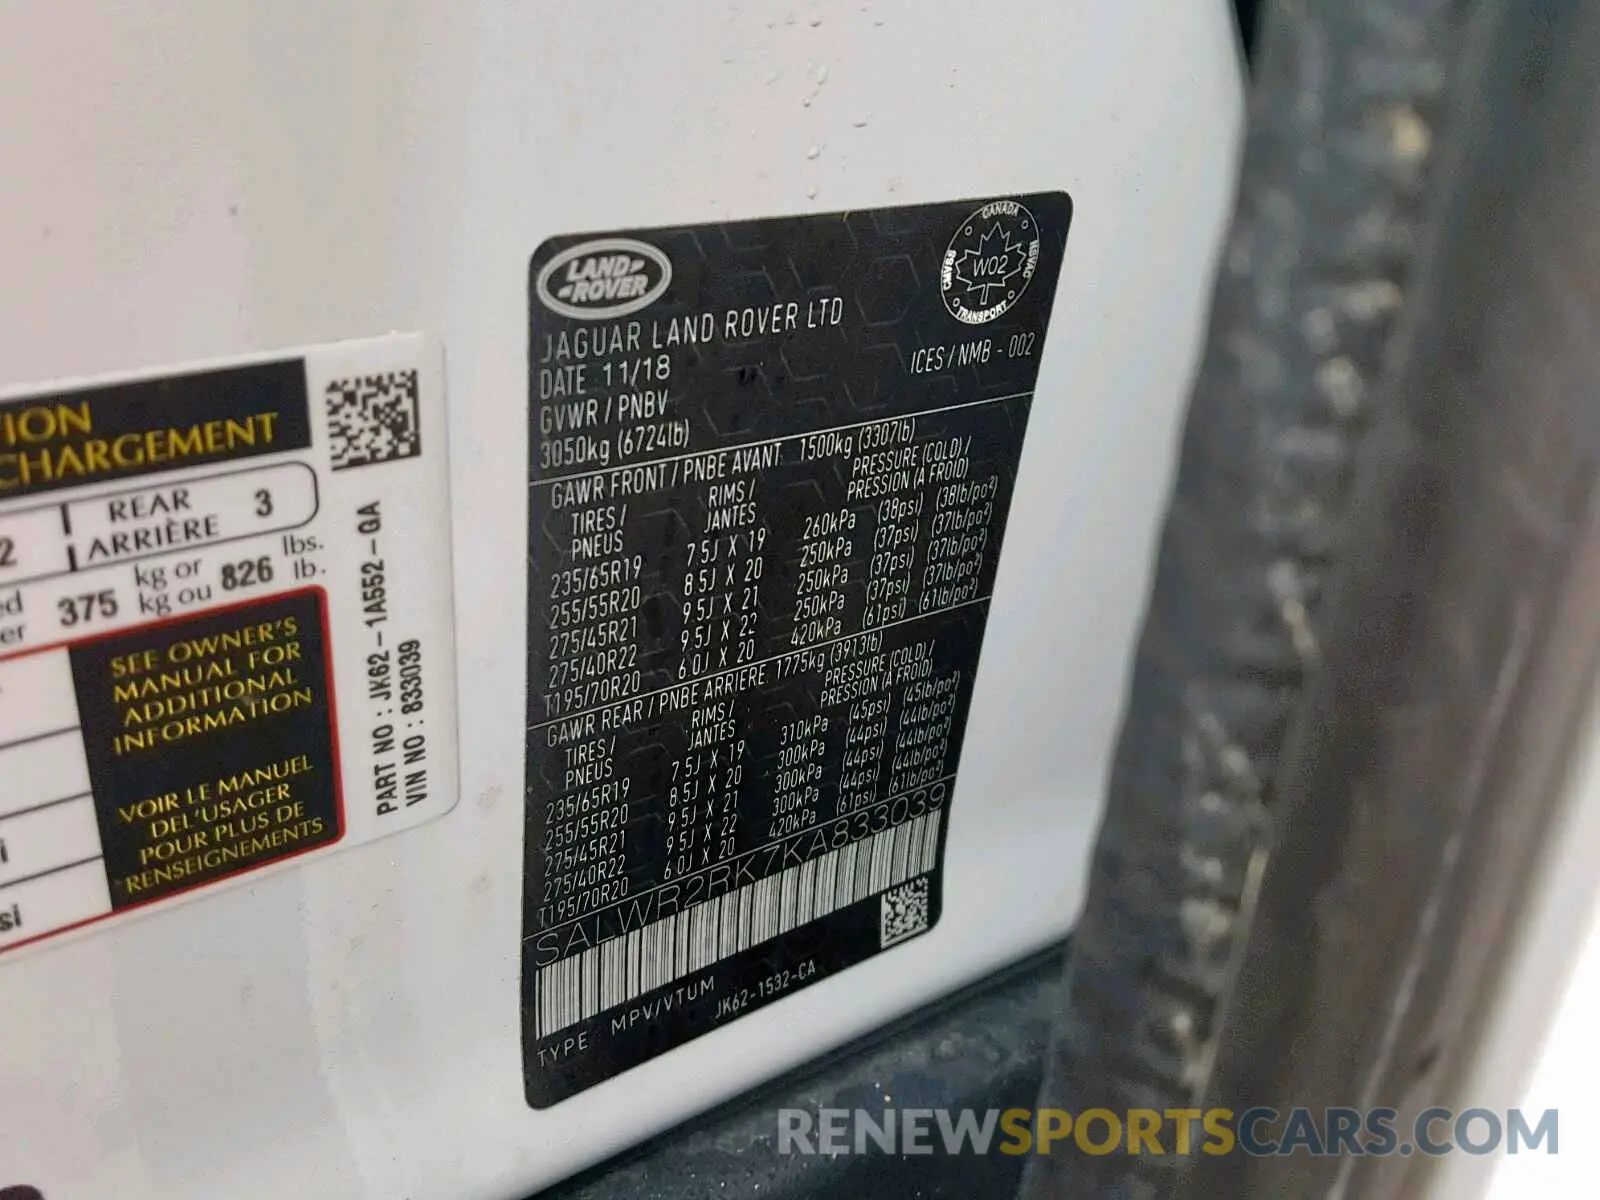 ION
CHARGEMENT
2 REAR ARRIÈRE 3
375 kg or kg ou 826 lbs. lb.
SEE OWNER'S
MANUAL FOR
ADDITIONAL
INFORMATION
VOIR LE MANUEL
DEL'USAGER
POUR PLUS DE
RENSEIGNEMENTS
PART NO : JK62-1A552-GA
VIN NO : 833039
LAND-
-ROVER
CANADA
CMVSS NSVAC
W02
TRANSPORT
JAGUAR LAND ROVER LTD
DATE 11/18
ICES / NMB - 002
GVWR / PNBV
3050kg (6724lb)
GAWR FRONT / PNBE AVANT 1500kg (3307lb)
TIRES / PNEUS RIMS / JANTES PRESSURE (COLD) / PRESSION (A FROID)
235/65R19 7.5J X 19 260kPa (38psi) (38lb/po²)
255/55R20 8.5J X 20 250kPa (37psi) (37lb/po²)
275/45R21 9.5J X 21 250kPa (37psi) (37lb/po²)
275/40R22 9.5J X 22 250kPa (37psi) (37lb/po²)
T195/70R20 6.0J X 20 420kPa (61psi) (61lb/po²)
GAWR REAR / PNBE ARRIERE 1775kg (3913lb)
TIRES / PNEUS RIMS / JANTES PRESSURE (COLD) / PRESSION (A FROID)
235/65R19 7.5J X 19 310kPa (45psi) (45lb/po²)
255/55R20 8.5J X 20 300kPa (44psi) (44lb/po²)
275/45R21 9.5J X 21 300kPa (44psi) (44lb/po²)
275/40R22 9.5J X 22 300kPa (44psi) (44lb/po²)
T195/70R20 6.0J X 20 420kPa (61psi) (61lb/po²)
SALWR2RK7KA833039
TYPE MPV/VTUM
JK62-1532-CA
RENEWSPORTSCARS.COM